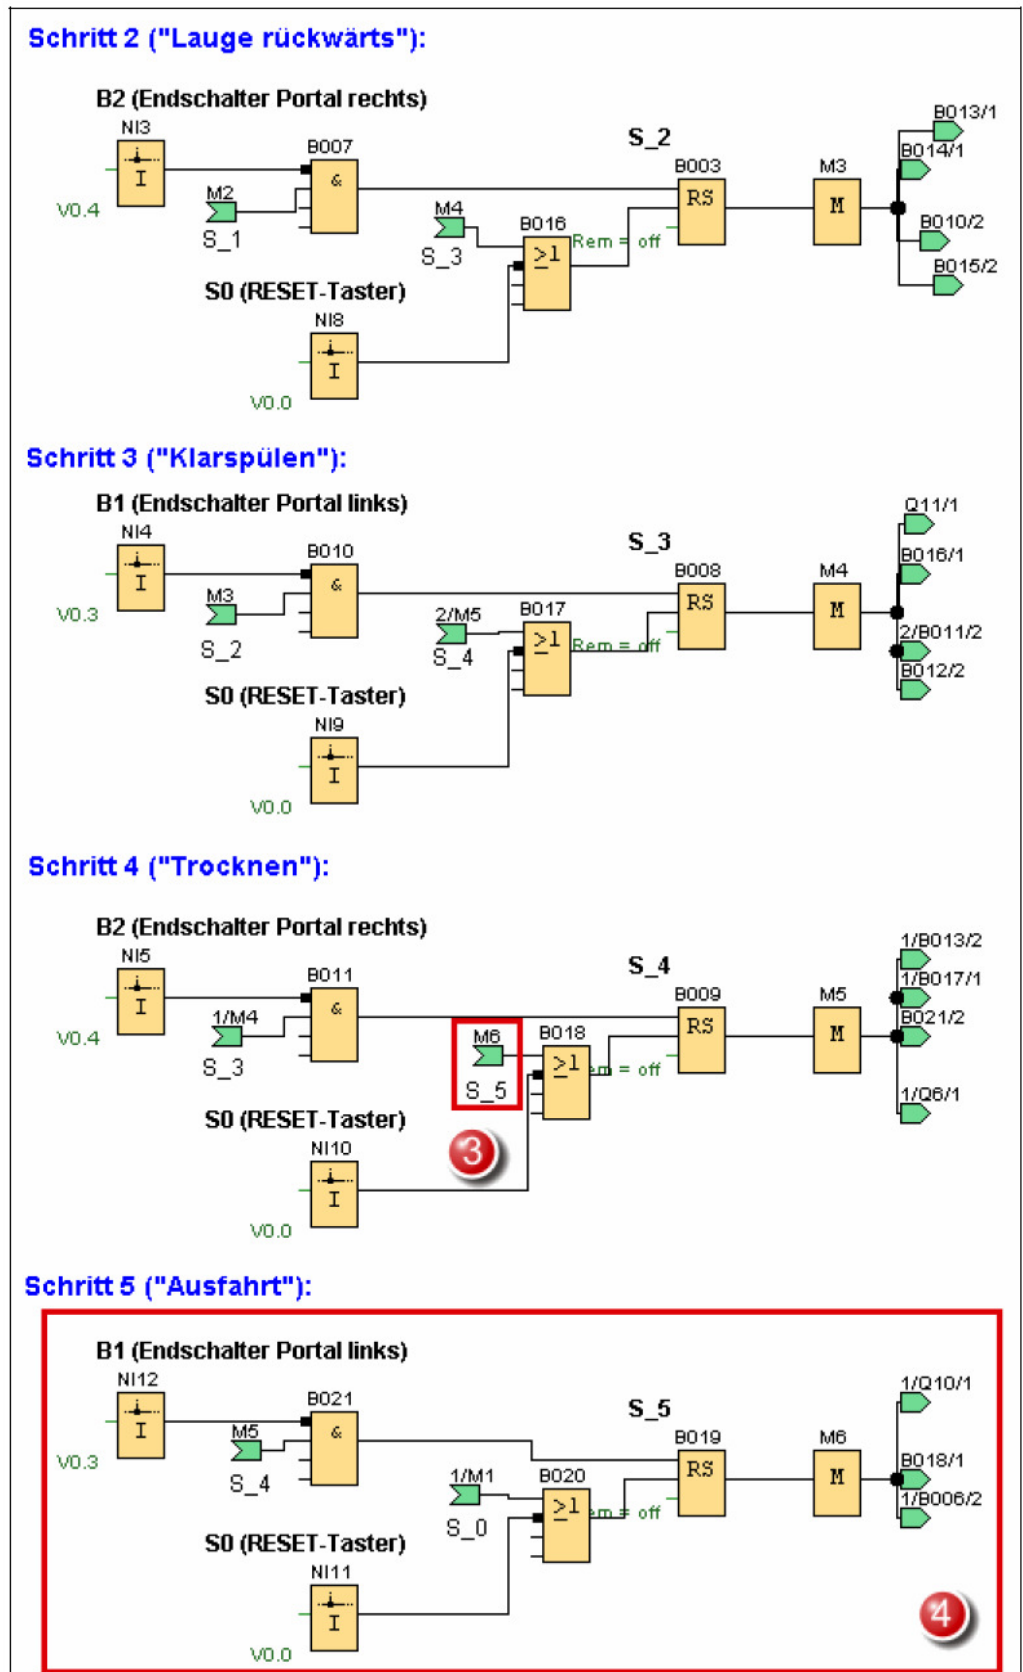 Schritt 2 ("Lauge rückwärts"):
B2 (Endschalter Portal rechts)
NI3
I
V0.4
M2
S_1
B007
&
M4
S_3
B016
≥1
Rem = off
S_2
B003
RS
M3
M
B013/1
B014/1
B010/2
B015/2
S0 (RESET-Taster)
NI8
I
V0.0
Schritt 3 ("Klarspülen"):
B1 (Endschalter Portal links)
NI4
I
V0.3
M3
S_2
B010
&
2/M5
S_4
B017
≥1
Rem = off
S_3
B008
RS
M4
M
Q11/1
B016/1
2/B011/2
B012/2
S0 (RESET-Taster)
NI9
I
V0.0
Schritt 4 ("Trocknen"):
B2 (Endschalter Portal rechts)
NI5
I
V0.4
1/M4
S_3
B011
&
M6
S_5
3
B018
≥1
em = off
S_4
B009
RS
M5
M
1/B013/2
1/B017/1
B021/2
1/Q6/1
S0 (RESET-Taster)
NI10
I
V0.0
Schritt 5 ("Ausfahrt"):
B1 (Endschalter Portal links)
NI12
I
V0.3
M5
S_4
B021
&
1/M1
S_0
B020
≥1
em = off
S_5
B019
RS
M6
M
1/Q10/1
B018/1
1/B006/2
S0 (RESET-Taster)
NI11
I
V0.0
4